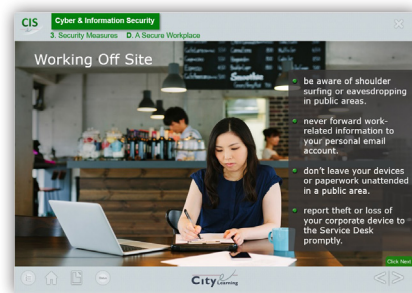 CIS
Cyber & Information Security
3. Security Measures D. A Secure Workplace
Working Off Site
be aware of shoulder
surfing or eavesdropping
in public areas.
never forward work-
related information to
your personal email
account.
don't leave your devices
or paperwork unattended
in a public area.
report theft or loss of
your corporate device to
the Service Desk
promptly.
Click Next
City
Learning